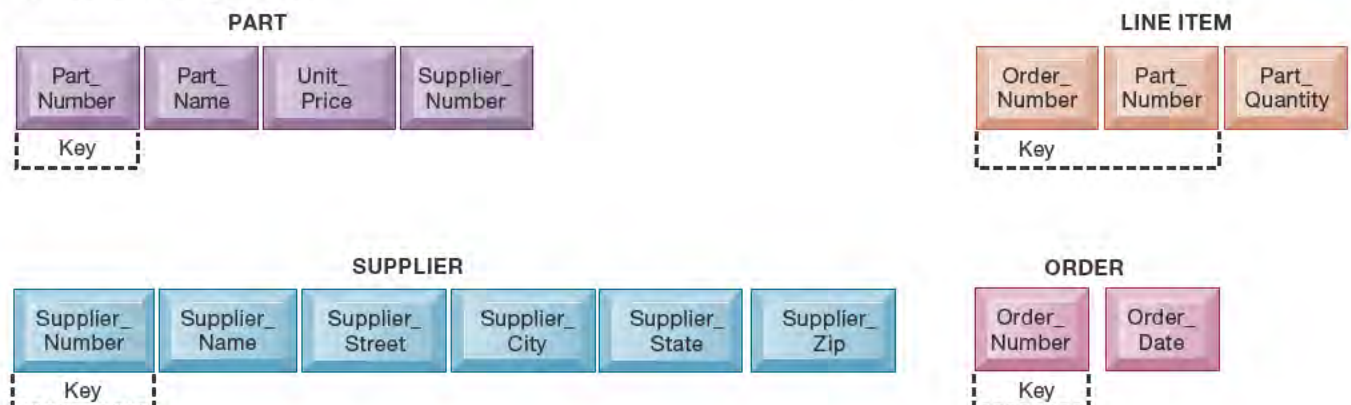 PART
Part_
Number
Part_
Name
Unit_
Price
Supplier_
Number
Key
LINE ITEM
Order_
Number
Part_
Number
Part_
Quantity
Key
SUPPLIER
Supplier_
Number
Supplier_
Name
Supplier_
Street
Supplier_
City
Supplier_
State
Supplier_
Zip
Key
ORDER
Order_
Number
Order_
Date
Key